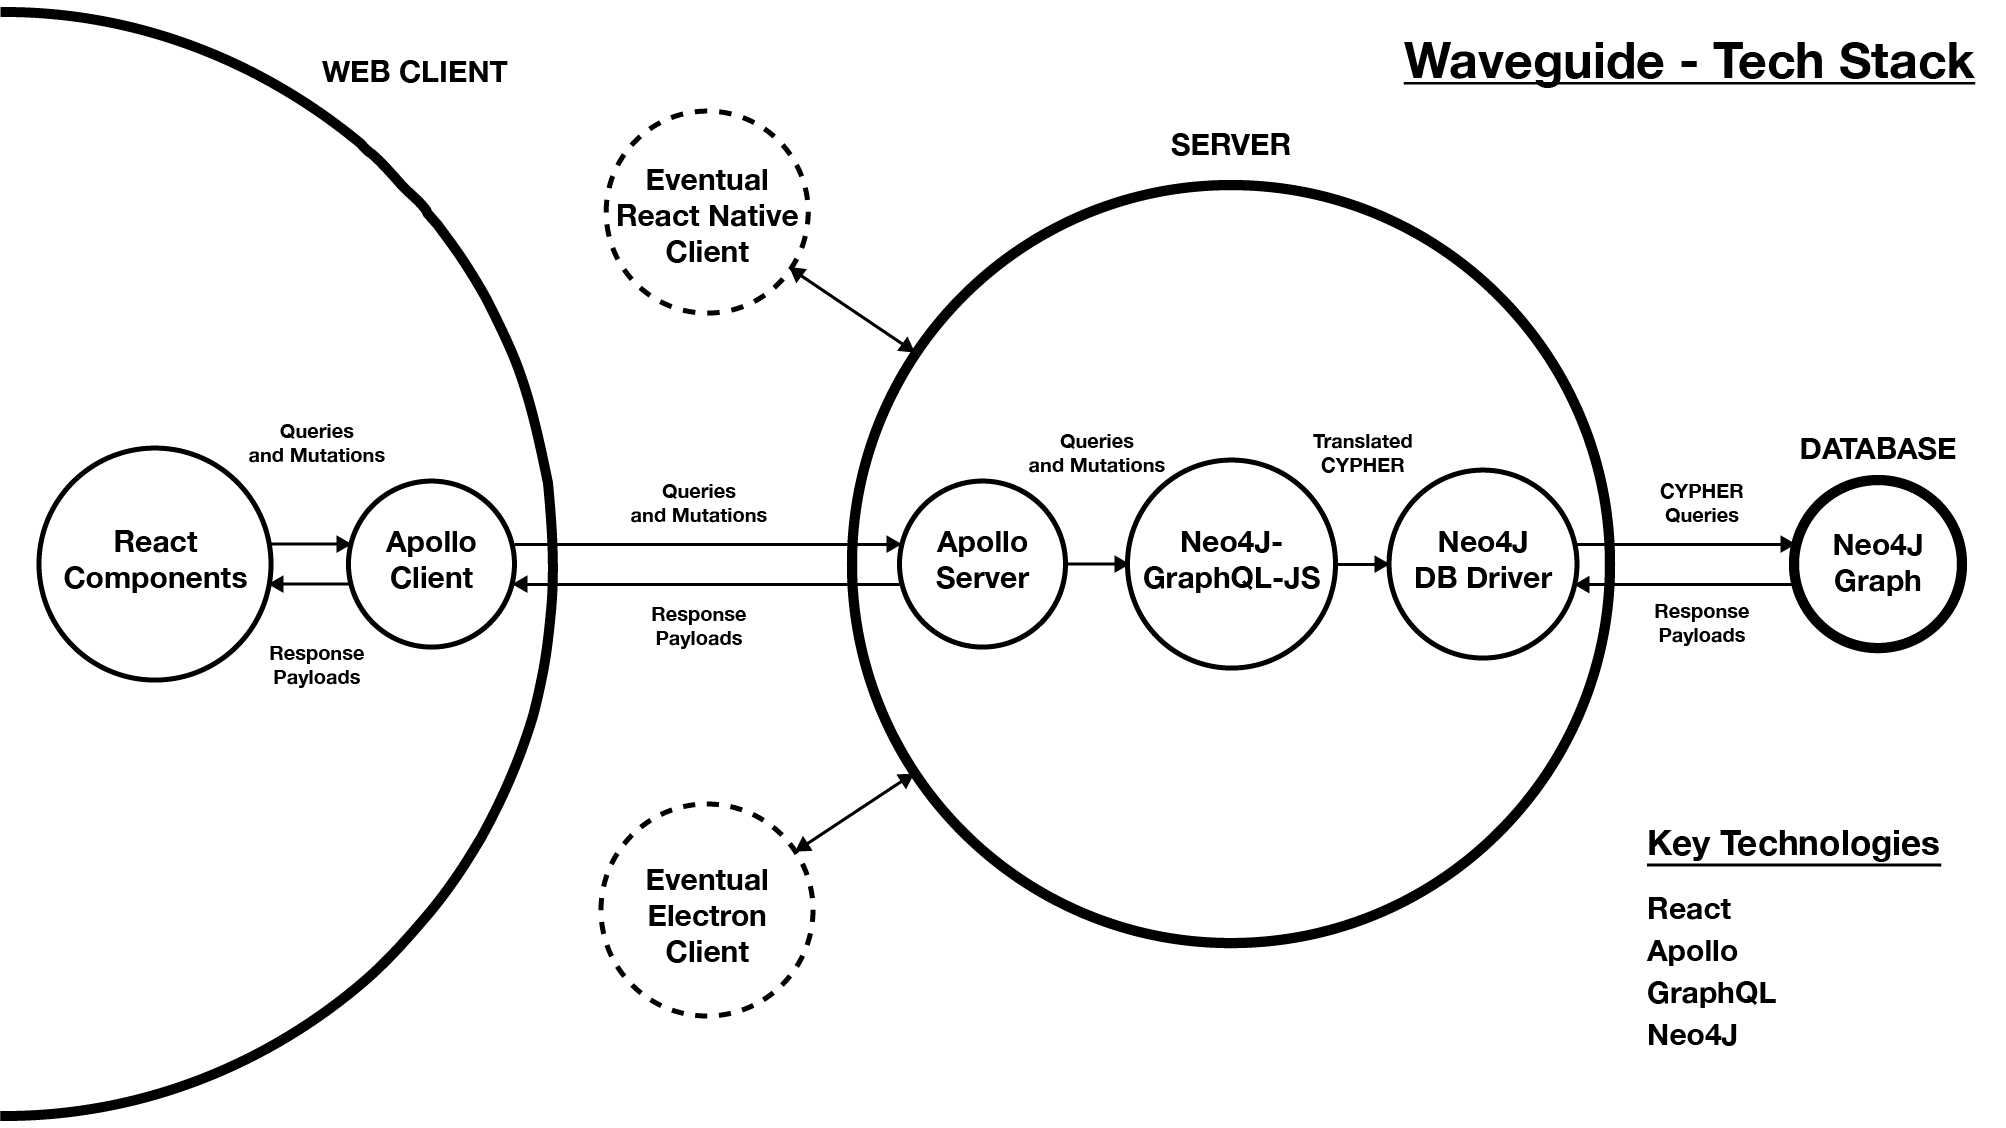 Waveguide - Tech Stack
WEB CLIENT
Eventual
React Native
Client
SERVER
Queries
and Mutations
React
Components
Apollo
Client
Response
Payloads
Queries
and Mutations
Response
Payloads
Queries
and Mutations
Translated
CYPHER
Apollo
Server
Neo4J-
GraphQL-JS
Neo4J
DB Driver
CYPHER
Queries
Response
Payloads
DATABASE
Neo4J
Graph
Eventual
Electron
Client
Key Technologies
React
Apollo
GraphQL
Neo4J